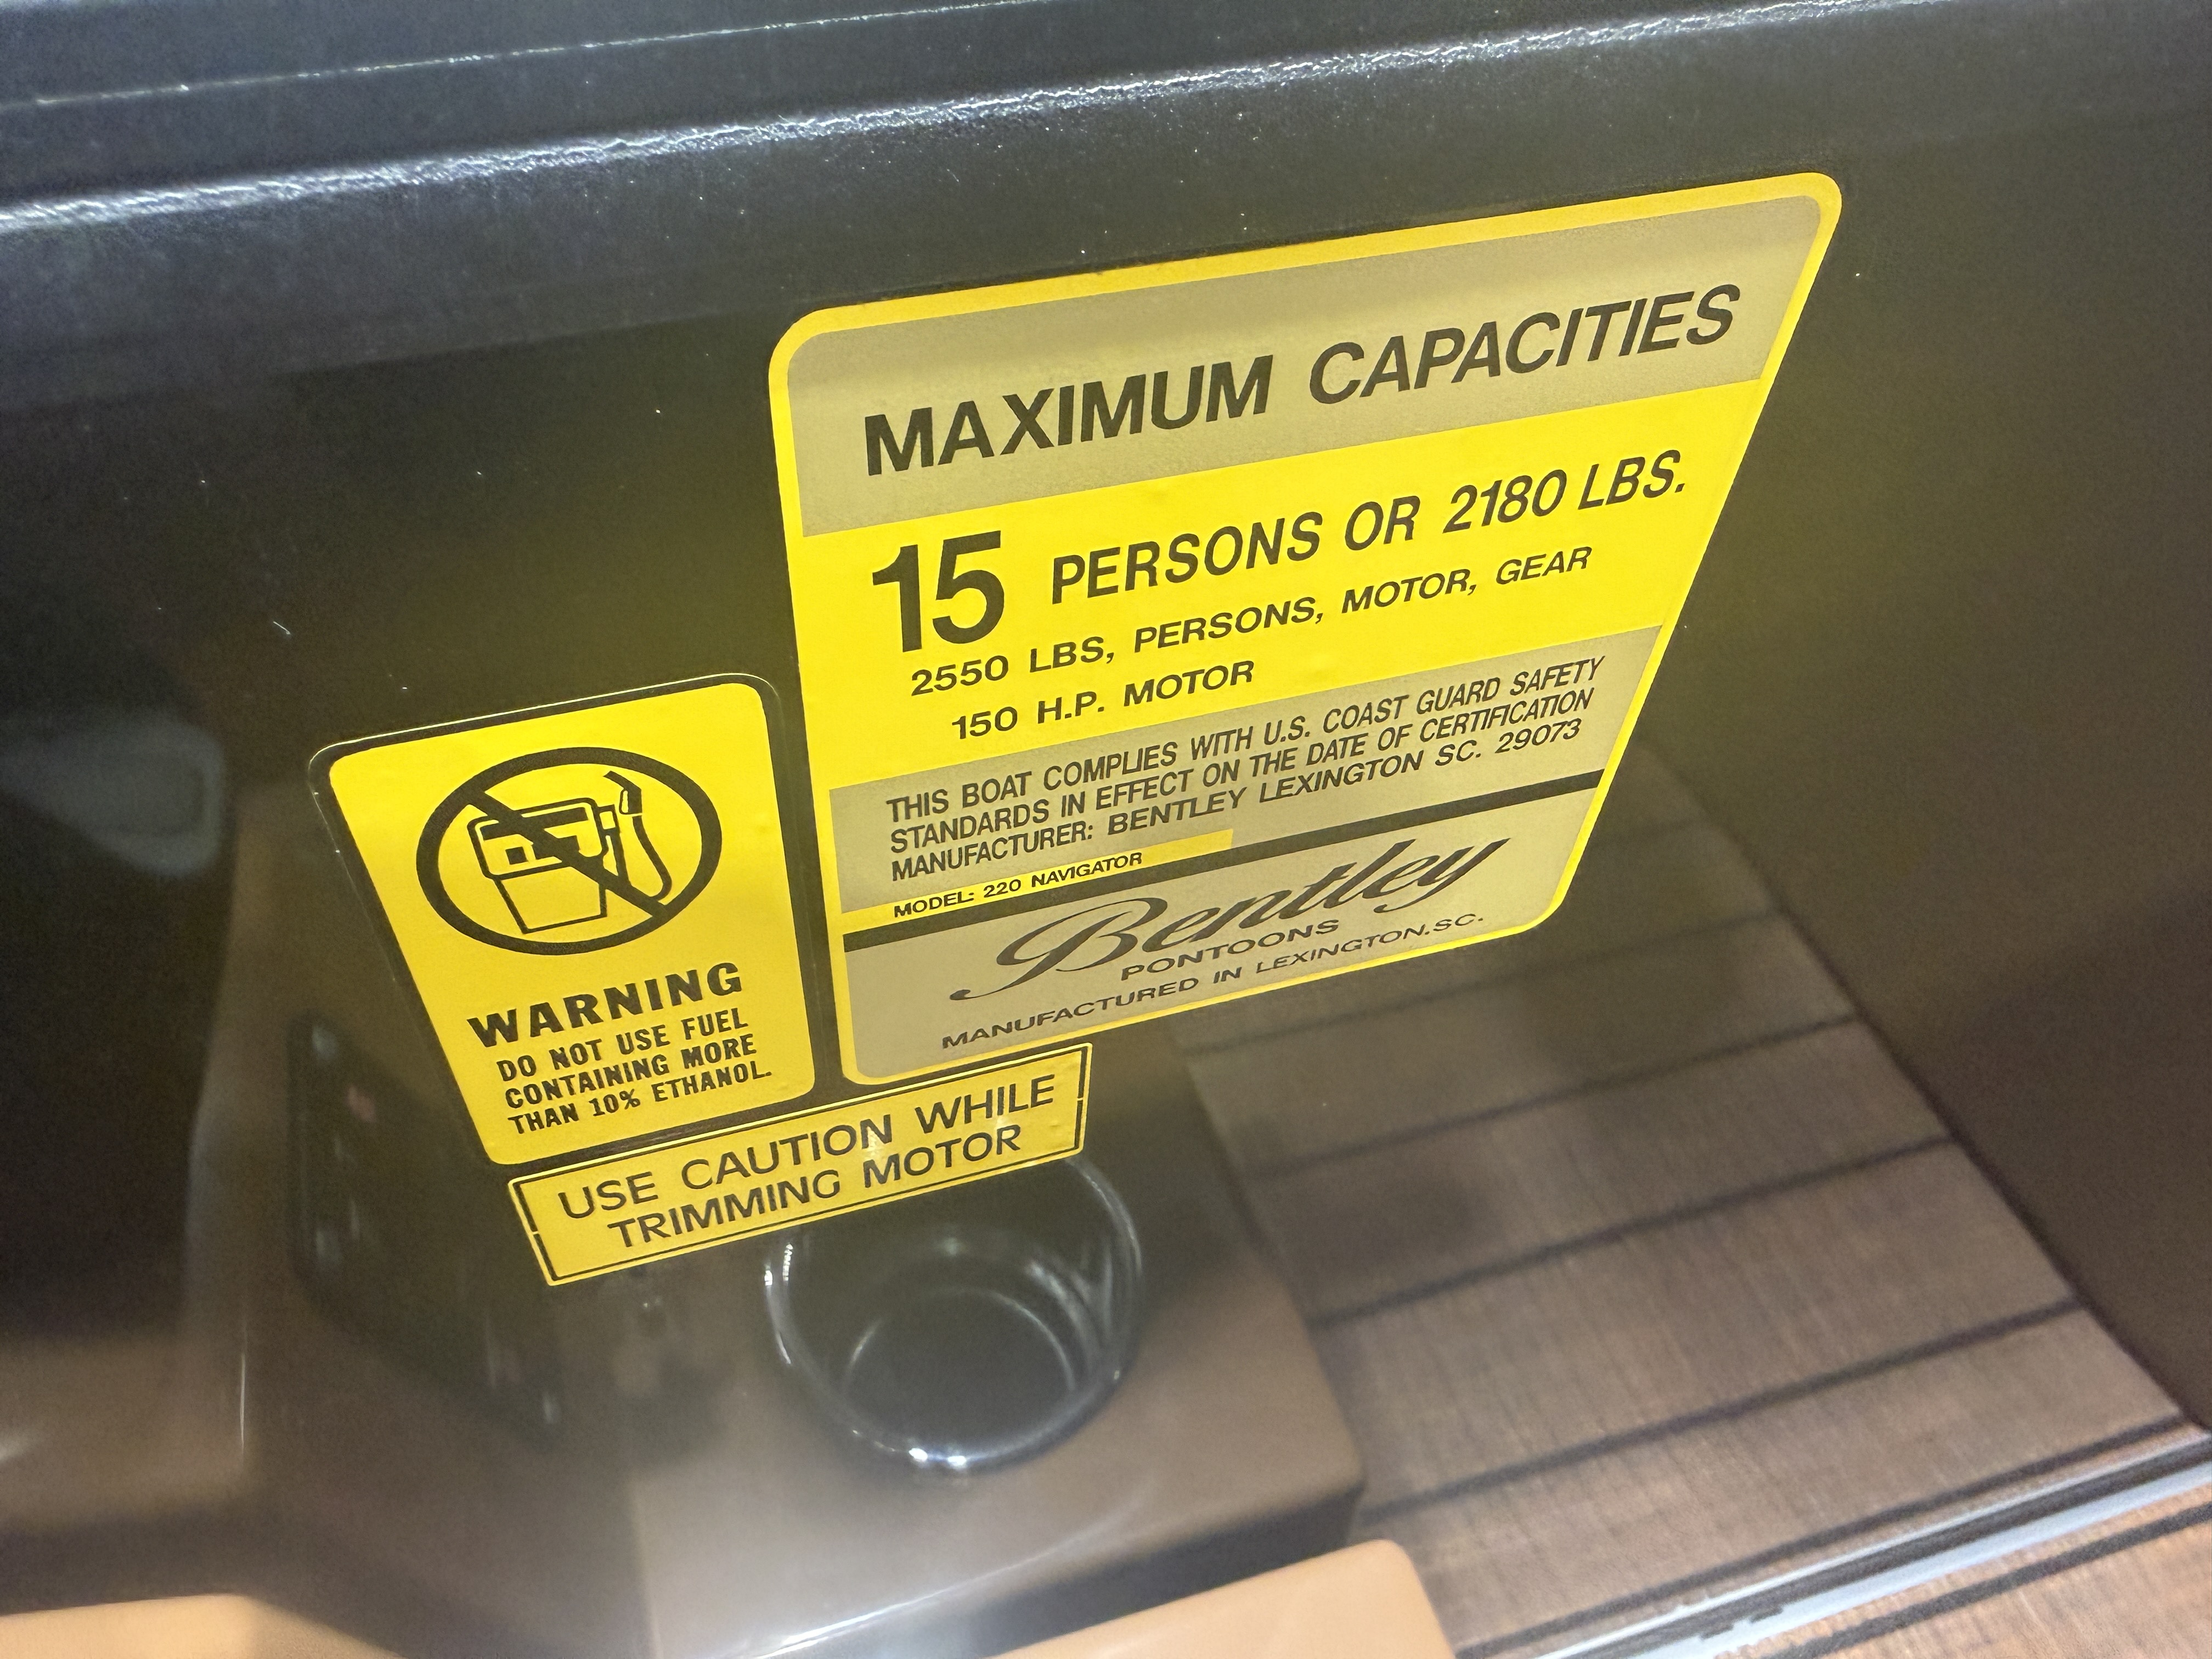 MAXIMUM CAPACITIES
15 PERSONS OR 2180 LBS.
2550 LBS, PERSONS, MOTOR, GEAR
150 H.P. MOTOR
THIS BOAT COMPLIES WITH U.S. COAST GUARD SAFETY
STANDARDS IN EFFECT ON THE DATE OF CERTIFICATION
MANUFACTURER: BENTLEY LEXINGTON SC. 29073
MODEL: 220 NAVIGATOR
Bentley
PONTOONS
MANUFACTURED IN LEXINGTON.SC.
WARNING
DO NOT USE FUEL
CONTAINING MORE
THAN 10% ETHANOL.
USE CAUTION WHILE
TRIMMING MOTOR